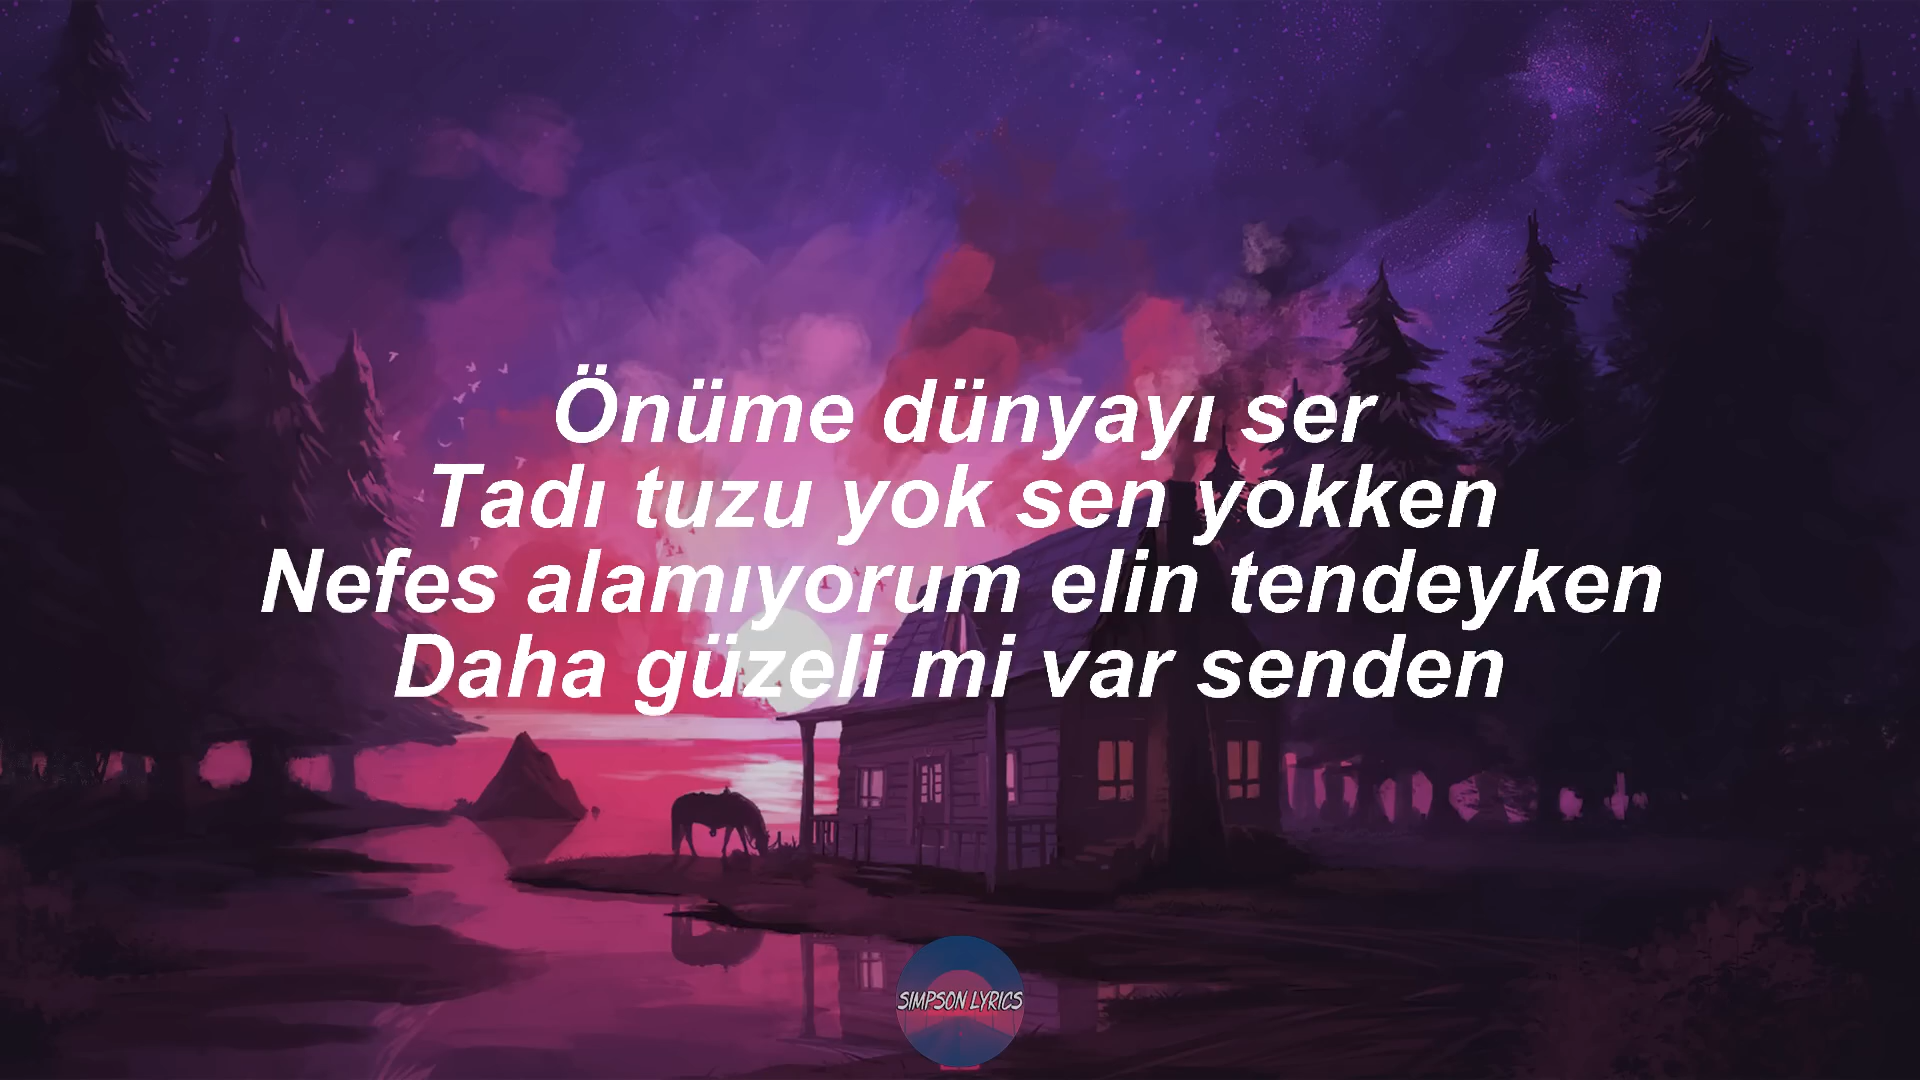 Önüme dünyayı ser
Tadı tuzu yok sen yokken
Nefes alamıyorum elin tendeyken
Daha güzeli mi var senden
SIMPSON LYRICS